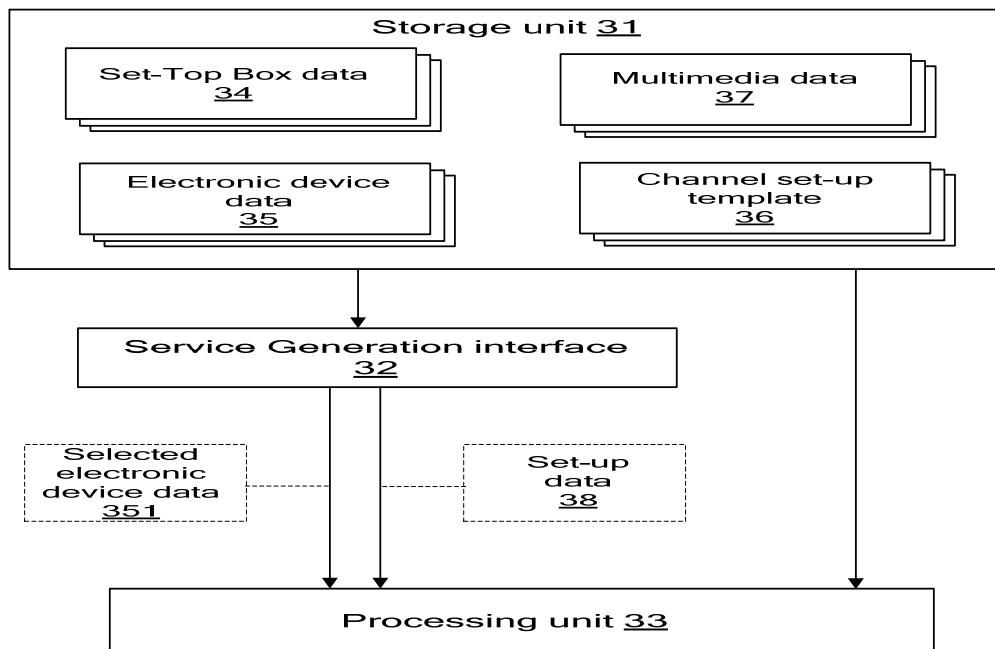 Storage unit 31
Set-Top Box data
34
Multimedia data
37
Electronic device
data
35
Channel set-up
template
36
Service Generation interface
32
Selected
electronic
device data
351
Set-up
data
38
Processing unit 33